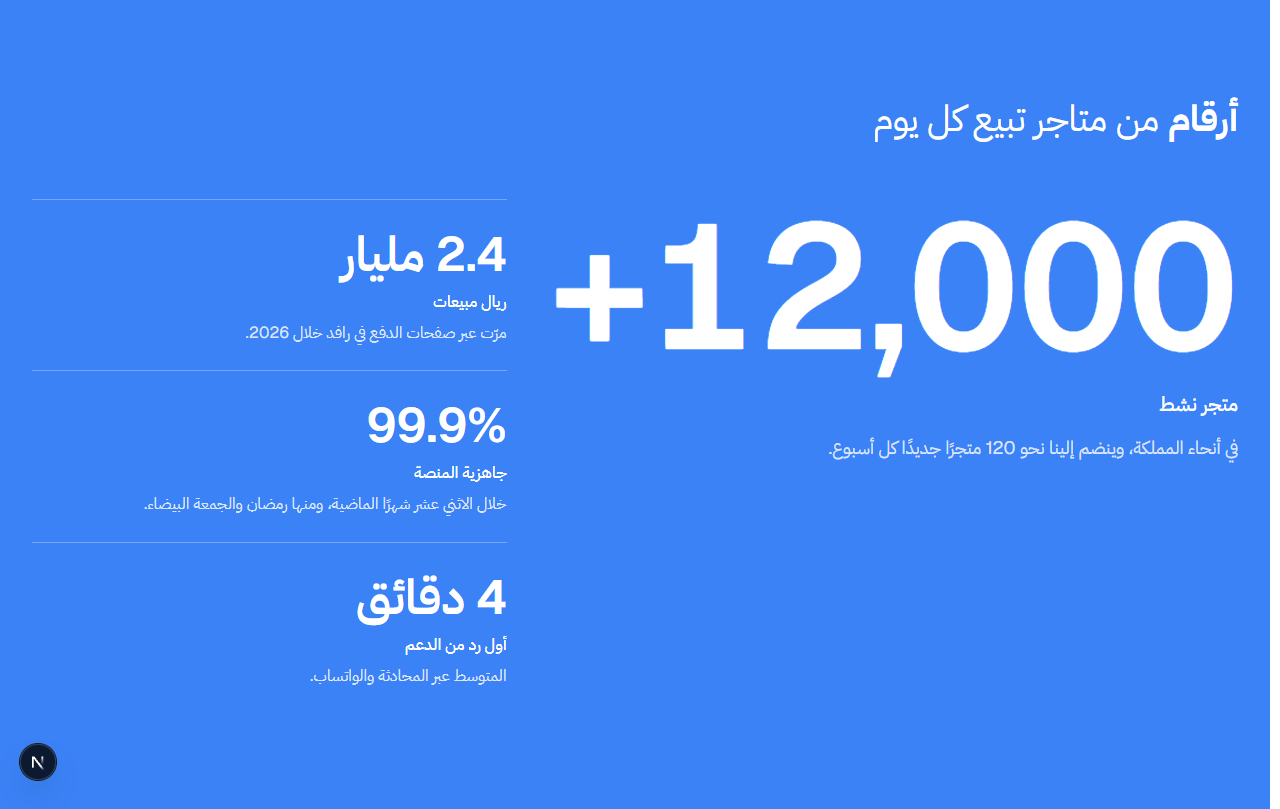 أرقام من متاجر تبيع كل يوم
+12,000
متجر نشط
في أنحاء المملكة، وينضم إلينا نحو 120 متجرًا جديدًا كل أسبوع.
2.4 مليار
ريال مبيعات
مرّت عبر صفحات الدفع في رافد خلال 2026.
99.9%
جاهزية المنصة
خلال الاثني عشر شهرًا الماضية، ومنها رمضان والجمعة البيضاء.
4 دقائق
أول رد من الدعم
المتوسط عبر المحادثة والواتساب.
N